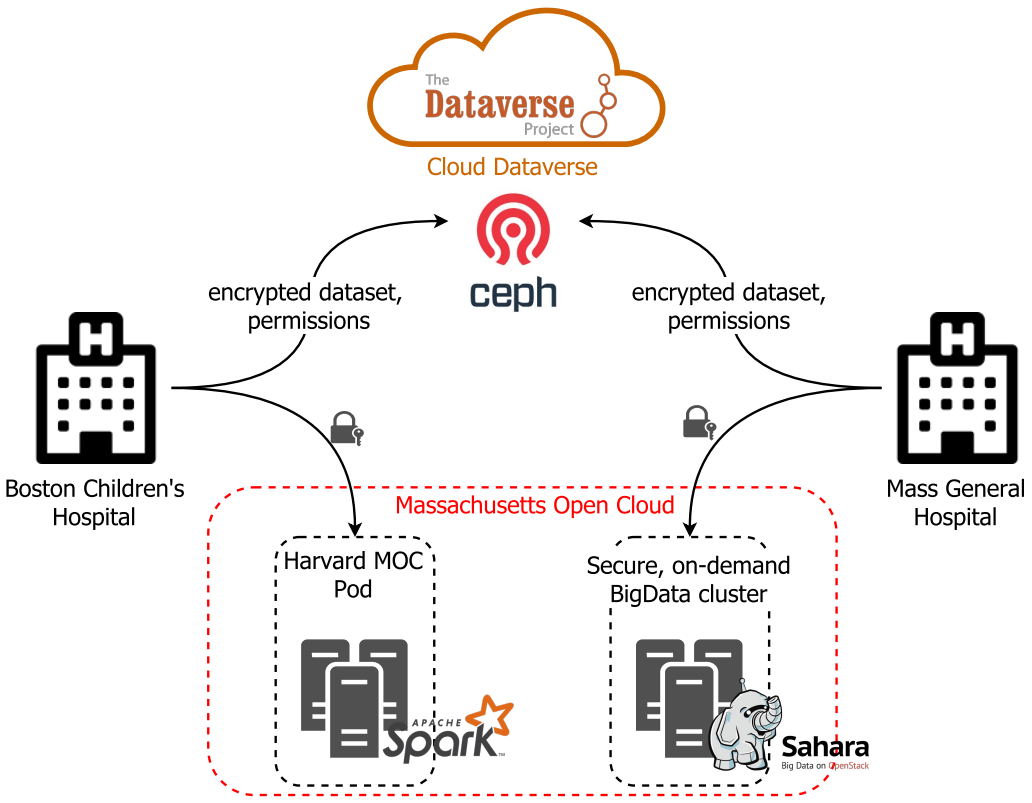 The
Dataverse
Project
Cloud Dataverse
ceph
encrypted dataset,
permissions
encrypted dataset,
permissions
H
H
Boston Children's
Hospital
Mass General
Hospital
Massachusetts Open Cloud
Harvard MOC
Pod
Secure, on-demand
BigData cluster
APACHE
Spark™
Sahara
Big Data on OpenStack